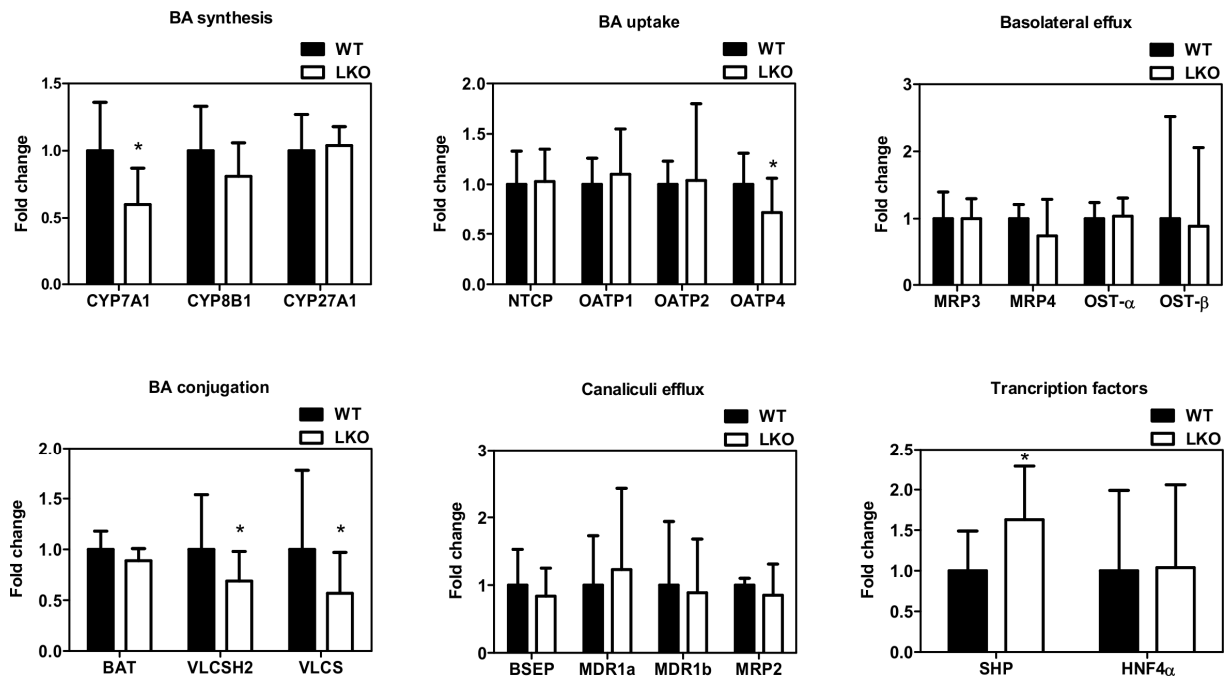 BA synthesis
WT
LKO
Fold change
1.5
1.0
0.5
0.0
*
CYP7A1 CYP8B1 CYP27A1
BA uptake
WT
LKO
Fold change
2.0
1.5
1.0
0.5
0.0
*
NTCP OATP1 OATP2 OATP4
Basolateral effux
WT
LKO
Fold change
3
2
1
0
MRP3 MRP4 OST-α OST-β
BA conjugation
WT
LKO
Fold change
2.0
1.5
1.0
0.5
0.0
* *
BAT VLCSH2 VLCS
Canaliculi efflux
WT
LKO
Fold change
3
2
1
0
BSEP MDR1a MDR1b MRP2
Trancription factors
WT
LKO
Fold change
2.5
2.0
1.5
1.0
0.5
0.0
*
SHP HNF4α